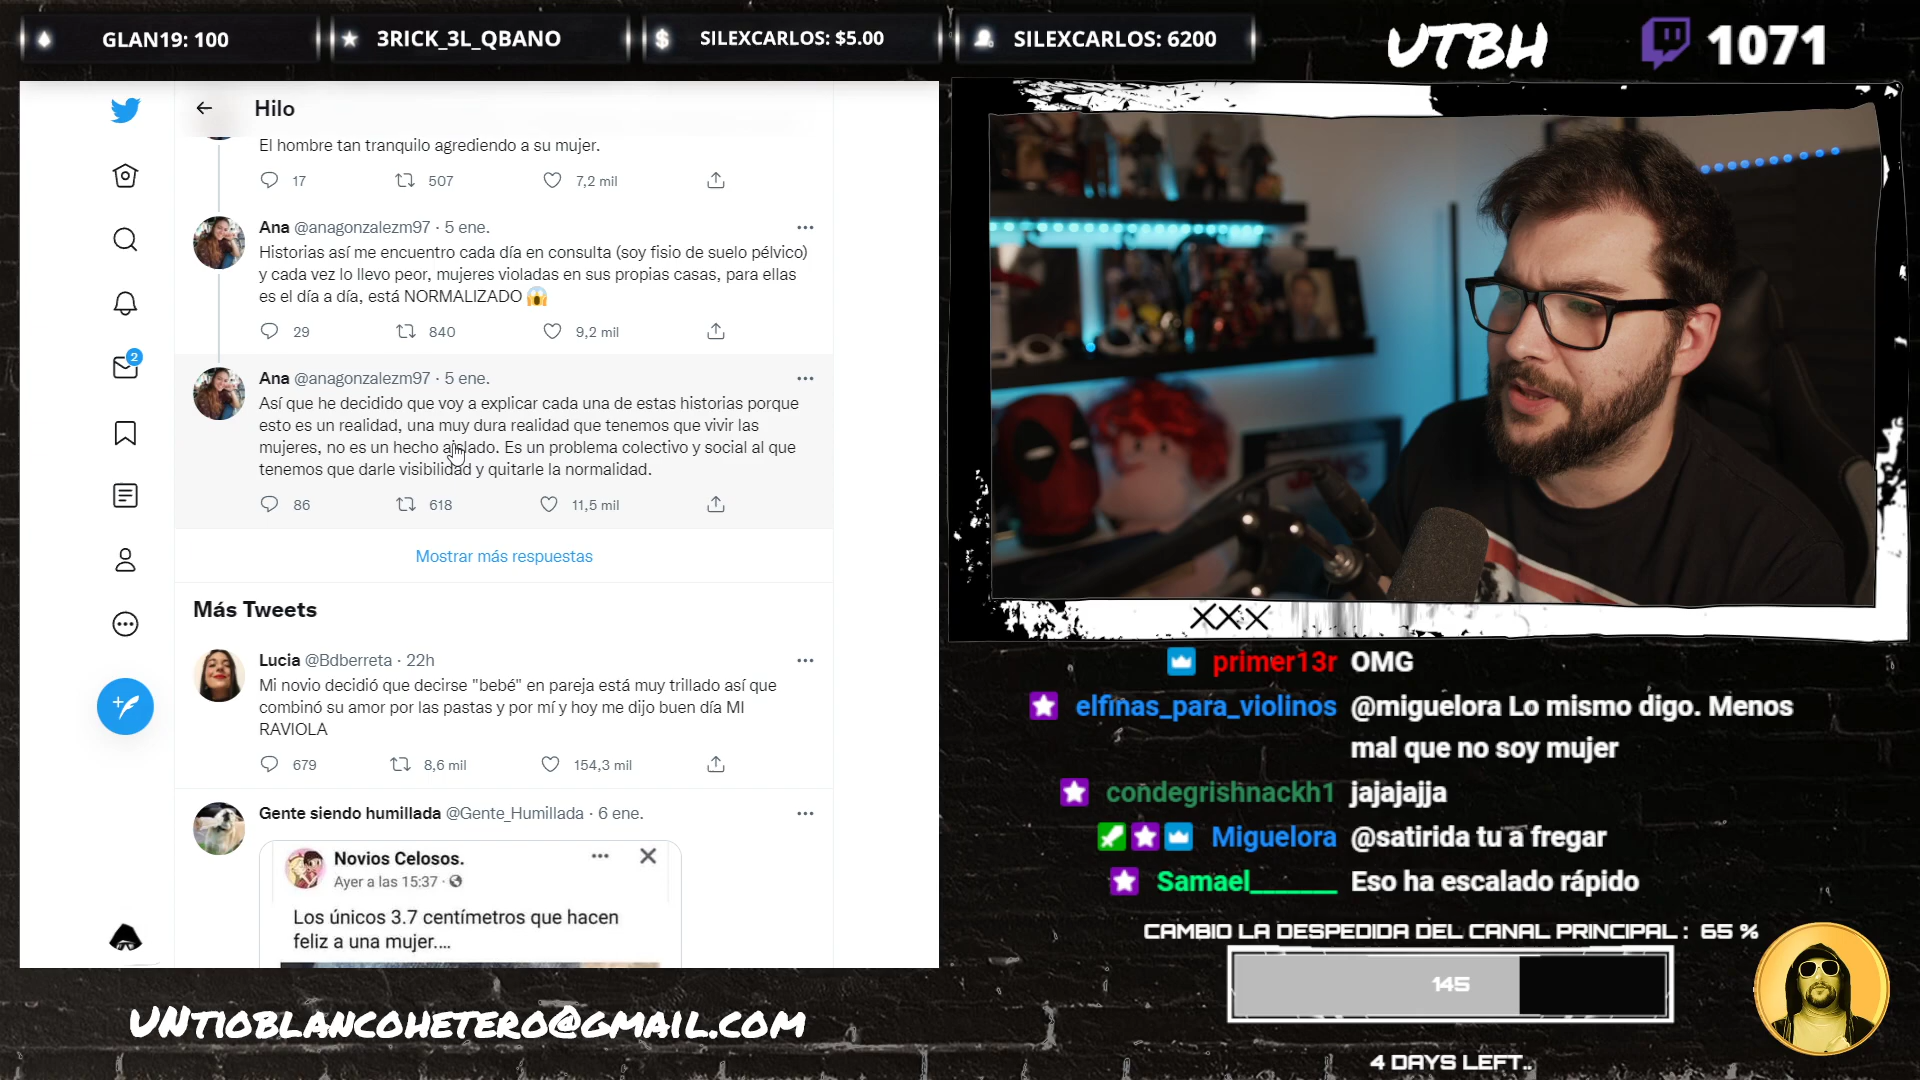 GLAN19: 100
3RICK_3L_QBANO
SILEXCARLOS: $5.00
SILEXCARLOS: 6200
UTBH
1071
Hilo
El hombre tan tranquilo agrediendo a su mujer.
17 507 7,2 mil
Ana @anagonzalezm97 · 5 ene.
Historias así me encuentro cada día en consulta (soy fisio de suelo pélvico)
y cada vez lo llevo peor, mujeres violadas en sus propias casas, para ellas
es el día a día, está NORMALIZADO 😱
29 840 9,2 mil
2
Ana @anagonzalezm97 · 5 ene.
Así que he decidido que voy a explicar cada una de estas historias porque
esto es un realidad, una muy dura realidad que tenemos que vivir las
mujeres, no es un hecho aislado. Es un problema colectivo y social al que
tenemos que darle visibilidad y quitarle la normalidad.
86 618 11,5 mil
Mostrar más respuestas
Más Tweets
Lucia @Bdberreta · 22h
Mi novio decidió que decirse "bebé" en pareja está muy trillado así que
combinó su amor por las pastas y por mí y hoy me dijo buen día MI
RAVIOLA
679 8,6 mil 154,3 mil
Gente siendo humillada @Gente_Humillada · 6 ene.
Novios Celosos.
Ayer a las 15:37 ·
Los únicos 3.7 centímetros que hacen
feliz a una mujer....
XXX
primer13r OMG
elfinas_para_violinos @miguelora Lo mismo digo. Menos
mal que no soy mujer
condegrishnackh1 jajajajja
Miguelora @satirida tu a fregar
Samael_______ Eso ha escalado rápido
CAMBIO LA DESPEDIDA DEL CANAL PRINCIPAL : 65 %
145
4 DAYS LEFT..
UNTIOBLANCOHETERO@GMAIL.COM